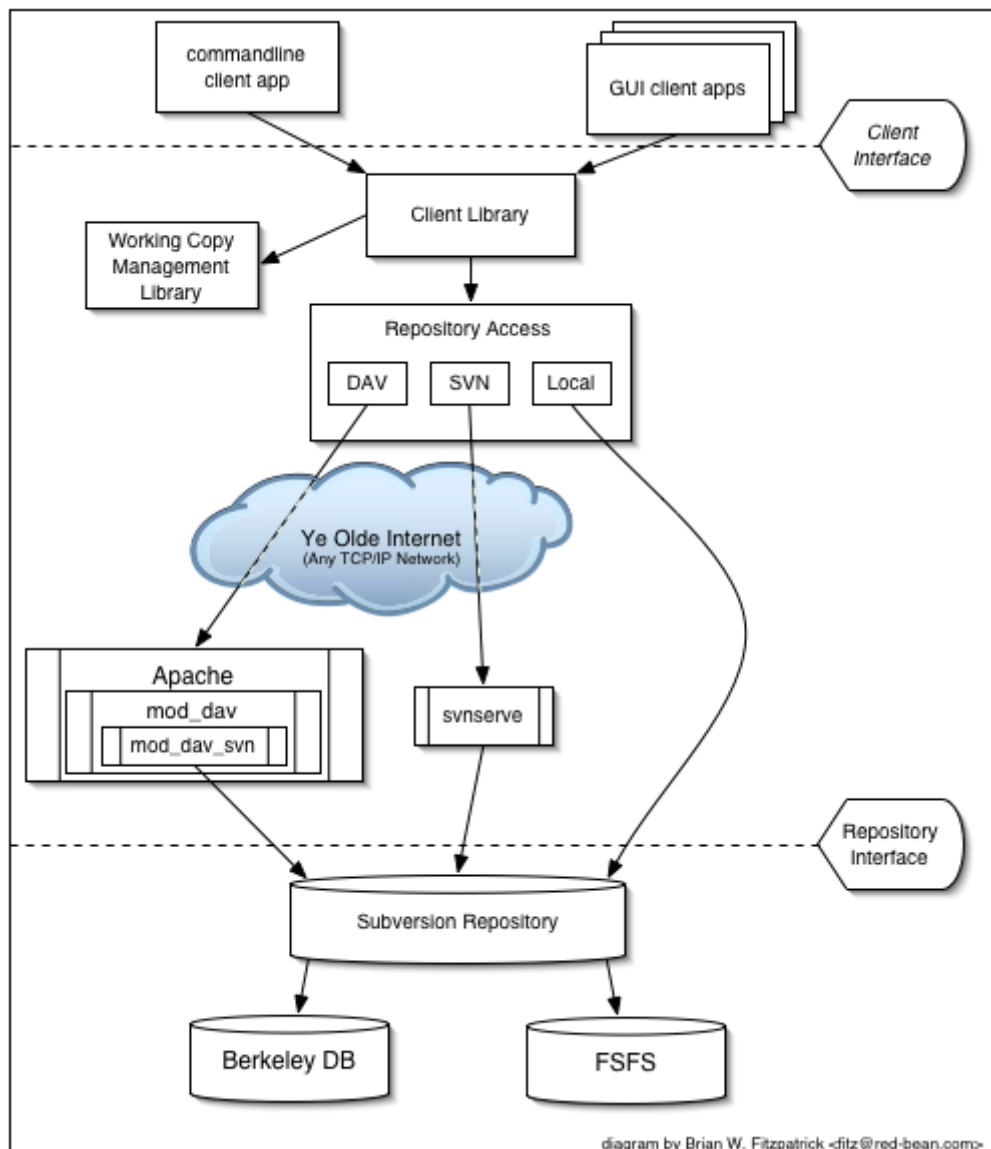 commandline
client app
GUI client apps
Client
Interface
Client Library
Working Copy
Management
Library
Repository Access
DAV
SVN
Local
Ye Olde Internet
(Any TCP/IP Network)
Apache
mod_dav
mod_dav_svn
svnserve
Repository
Interface
Subversion Repository
Berkeley DB
FSFS
diagram by Brian W. Fitzpatrick <fitz@red-bean.com>